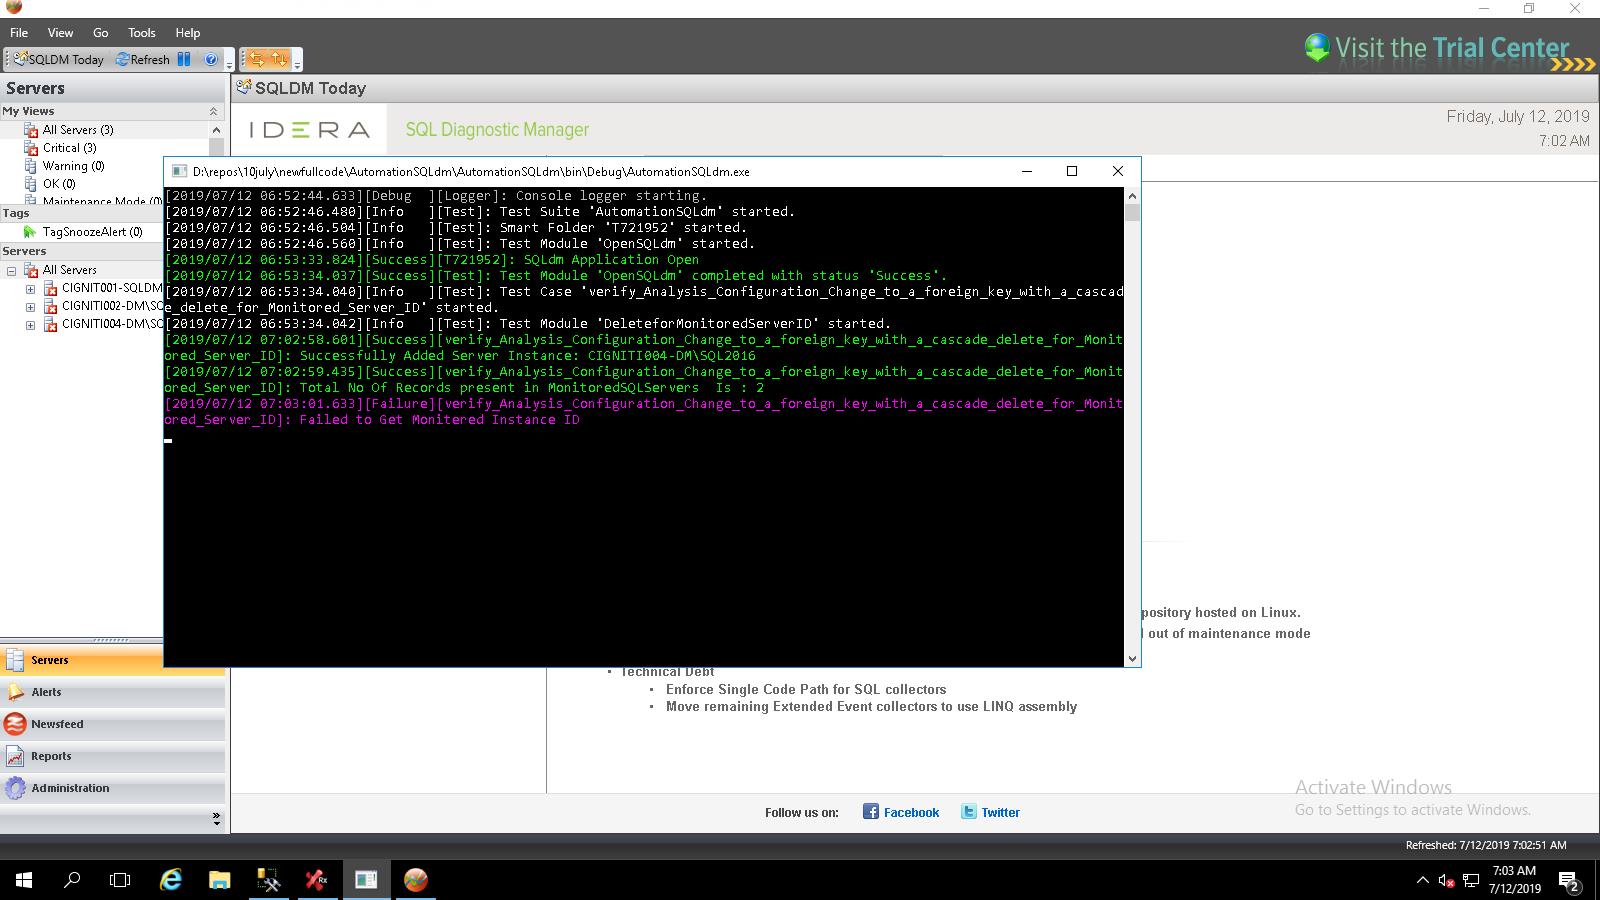 File View Go Tools Help
Visit the Trial Center
SQLDM Today Refresh
Servers
SQLDM Today
My Views
All Servers (3)
Critical (3)
Warning (0)
OK (0)
Maintenance Mode (0)
Tags
TagSnoozeAlert (0)
Servers
All Servers
CIGNITI001-SQLDM
CIGNITI002-DM\SQ
CIGNITI004-DM\SQ
IDERA
SQL Diagnostic Manager
Friday, July 12, 2019
7:02 AM
D:\repos\10july\newfullcode\AutomationSQLdm\AutomationSQLdm\bin\Debug\AutomationSQLdm.exe
[2019/07/12 06:52:44.633][Debug  ][Logger]: Console logger starting.
[2019/07/12 06:52:46.480][Info   ][Test]: Test Suite 'AutomationSQLdm' started.
[2019/07/12 06:52:46.504][Info   ][Test]: Smart Folder 'T721952' started.
[2019/07/12 06:52:46.560][Info   ][Test]: Test Module 'OpenSQLdm' started.
[2019/07/12 06:53:33.824][Success][T721952]: SQLdm Application Open
[2019/07/12 06:53:34.037][Success][Test]: Test Module 'OpenSQLdm' completed with status 'Success'.
[2019/07/12 06:53:34.040][Info   ][Test]: Test Case 'verify_Analysis_Configuration_Change_to_a_foreign_key_with_a_cascad
e_delete_for_Monitored_Server_ID' started.
[2019/07/12 06:53:34.042][Info   ][Test]: Test Module 'DeleteforMonitoredServerID' started.
[2019/07/12 07:02:58.601][Success][verify_Analysis_Configuration_Change_to_a_foreign_key_with_a_cascade_delete_for_Monit
ored_Server_ID]: Successfully Added Server Instance: CIGNITI004-DM\SQL2016
[2019/07/12 07:02:59.435][Success][verify_Analysis_Configuration_Change_to_a_foreign_key_with_a_cascade_delete_for_Monit
ored_Server_ID]: Total No Of Records present in MonitoredSQLServers  Is : 2
[2019/07/12 07:03:01.633][Failure][verify_Analysis_Configuration_Change_to_a_foreign_key_with_a_cascade_delete_for_Monit
ored_Server_ID]: Failed to Get Monitered Instance ID
pository hosted on Linux.
out of maintenance mode
Technical Debt
• Enforce Single Code Path for SQL collectors
• Move remaining Extended Event collectors to use LINQ assembly
Servers
Alerts
Newsfeed
Reports
Administration
Follow us on: Facebook Twitter
Activate Windows
Go to Settings to activate Windows.
Refreshed: 7/12/2019 7:02:51 AM
7:03 AM
7/12/2019
2